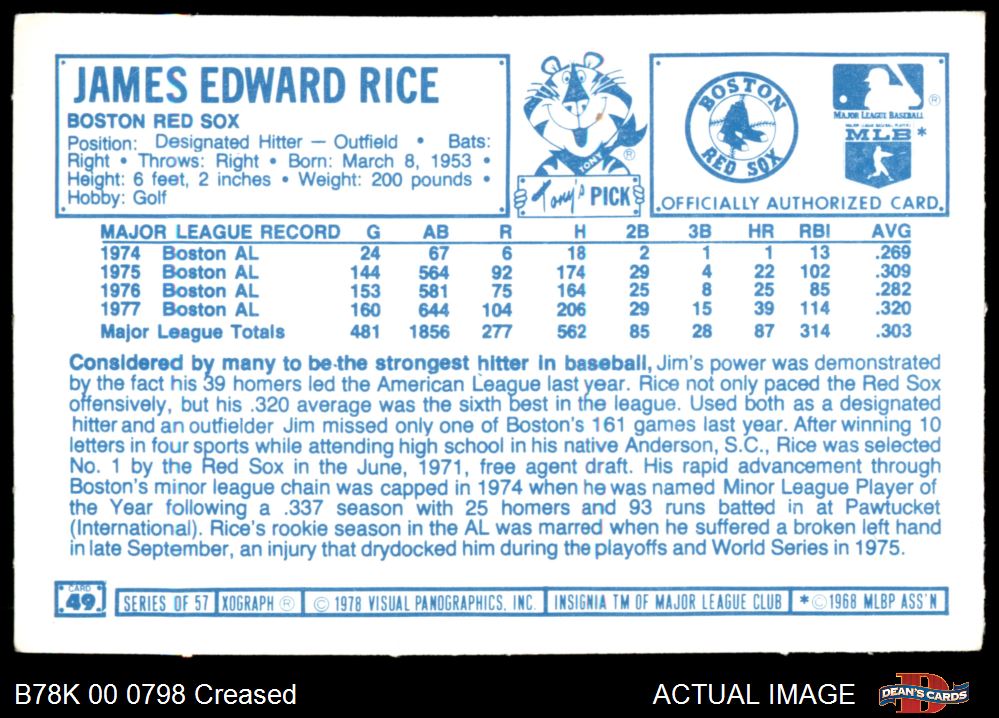 JAMES EDWARD RICE
BOSTON RED SOX
Position: Designated Hitter — Outfield • Bats:
Right • Throws: Right • Born: March 8, 1953 •
Height: 6 feet, 2 inches • Weight: 200 pounds •
Hobby: Golf
TONY
®
Tony's PICK
BOSTON
RED SOX
®
MAJOR LEAGUE BASEBALL
MLB *
OFFICIALLY AUTHORIZED CARD
MAJOR LEAGUE RECORD G AB R H 2B 3B HR RBI AVG
1974 Boston AL 24 67 6 18 2 1 1 13 .269
1975 Boston AL 144 564 92 174 29 4 22 102 .309
1976 Boston AL 153 581 75 164 25 8 25 85 .282
1977 Boston AL 160 644 104 206 29 15 39 114 .320
Major League Totals 481 1856 277 562 85 28 87 314 .303
Considered by many to be the strongest hitter in baseball, Jim's power was demonstrated
by the fact his 39 homers led the American League last year. Rice not only paced the Red Sox
offensively, but his .320 average was the sixth best in the league. Used both as a designated
hitter and an outfielder Jim missed only one of Boston's 161 games last year. After winning 10
letters in four sports while attending high school in his native Anderson, S.C., Rice was selected
No. 1 by the Red Sox in the June, 1971, free agent draft. His rapid advancement through
Boston's minor league chain was capped in 1974 when he was named Minor League Player of
the Year following a .337 season with 25 homers and 93 runs batted in at Pawtucket
(International). Rice's rookie season in the AL was marred when he suffered a broken left hand
in late September, an injury that drydocked him during the playoffs and World Series in 1975.
CARD
49
SERIES OF 57 XOGRAPH ® © 1978 VISUAL PANOGRAPHICS, INC. INSIGNIA TM OF MAJOR LEAGUE CLUB * © 1968 MLBP ASS'N
B78K 00 0798 Creased
ACTUAL IMAGE
DEAN'S CARDS